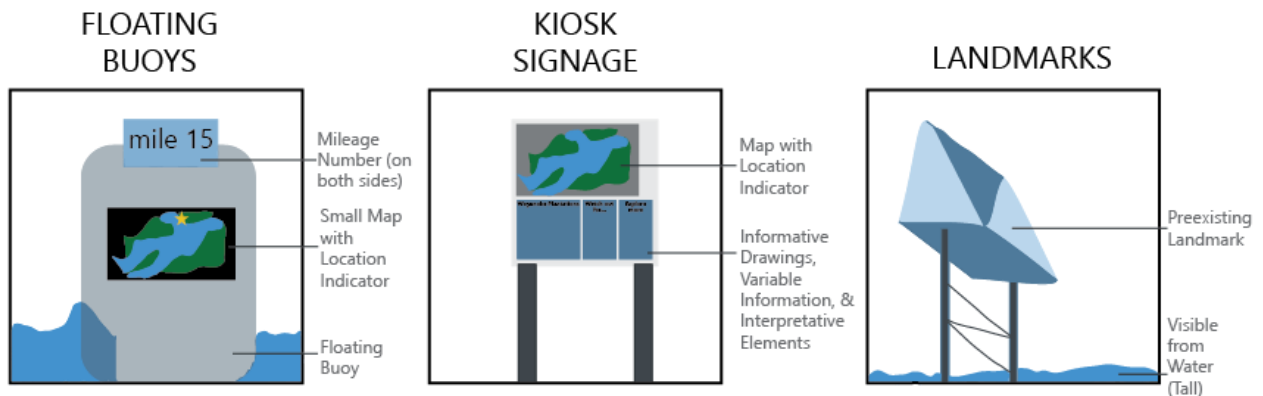 FLOATING
BUOYS
mile 15
Mileage
Number (on
both sides)
Small Map
with
Location
Indicator
Floating
Buoy
KIOSK
SIGNAGE
Map with
Location
Indicator
Informative
Drawings,
Variable
Information, &
Interpretative
Elements
LANDMARKS
Preexisting
Landmark
Visible
from
Water
(Tall)